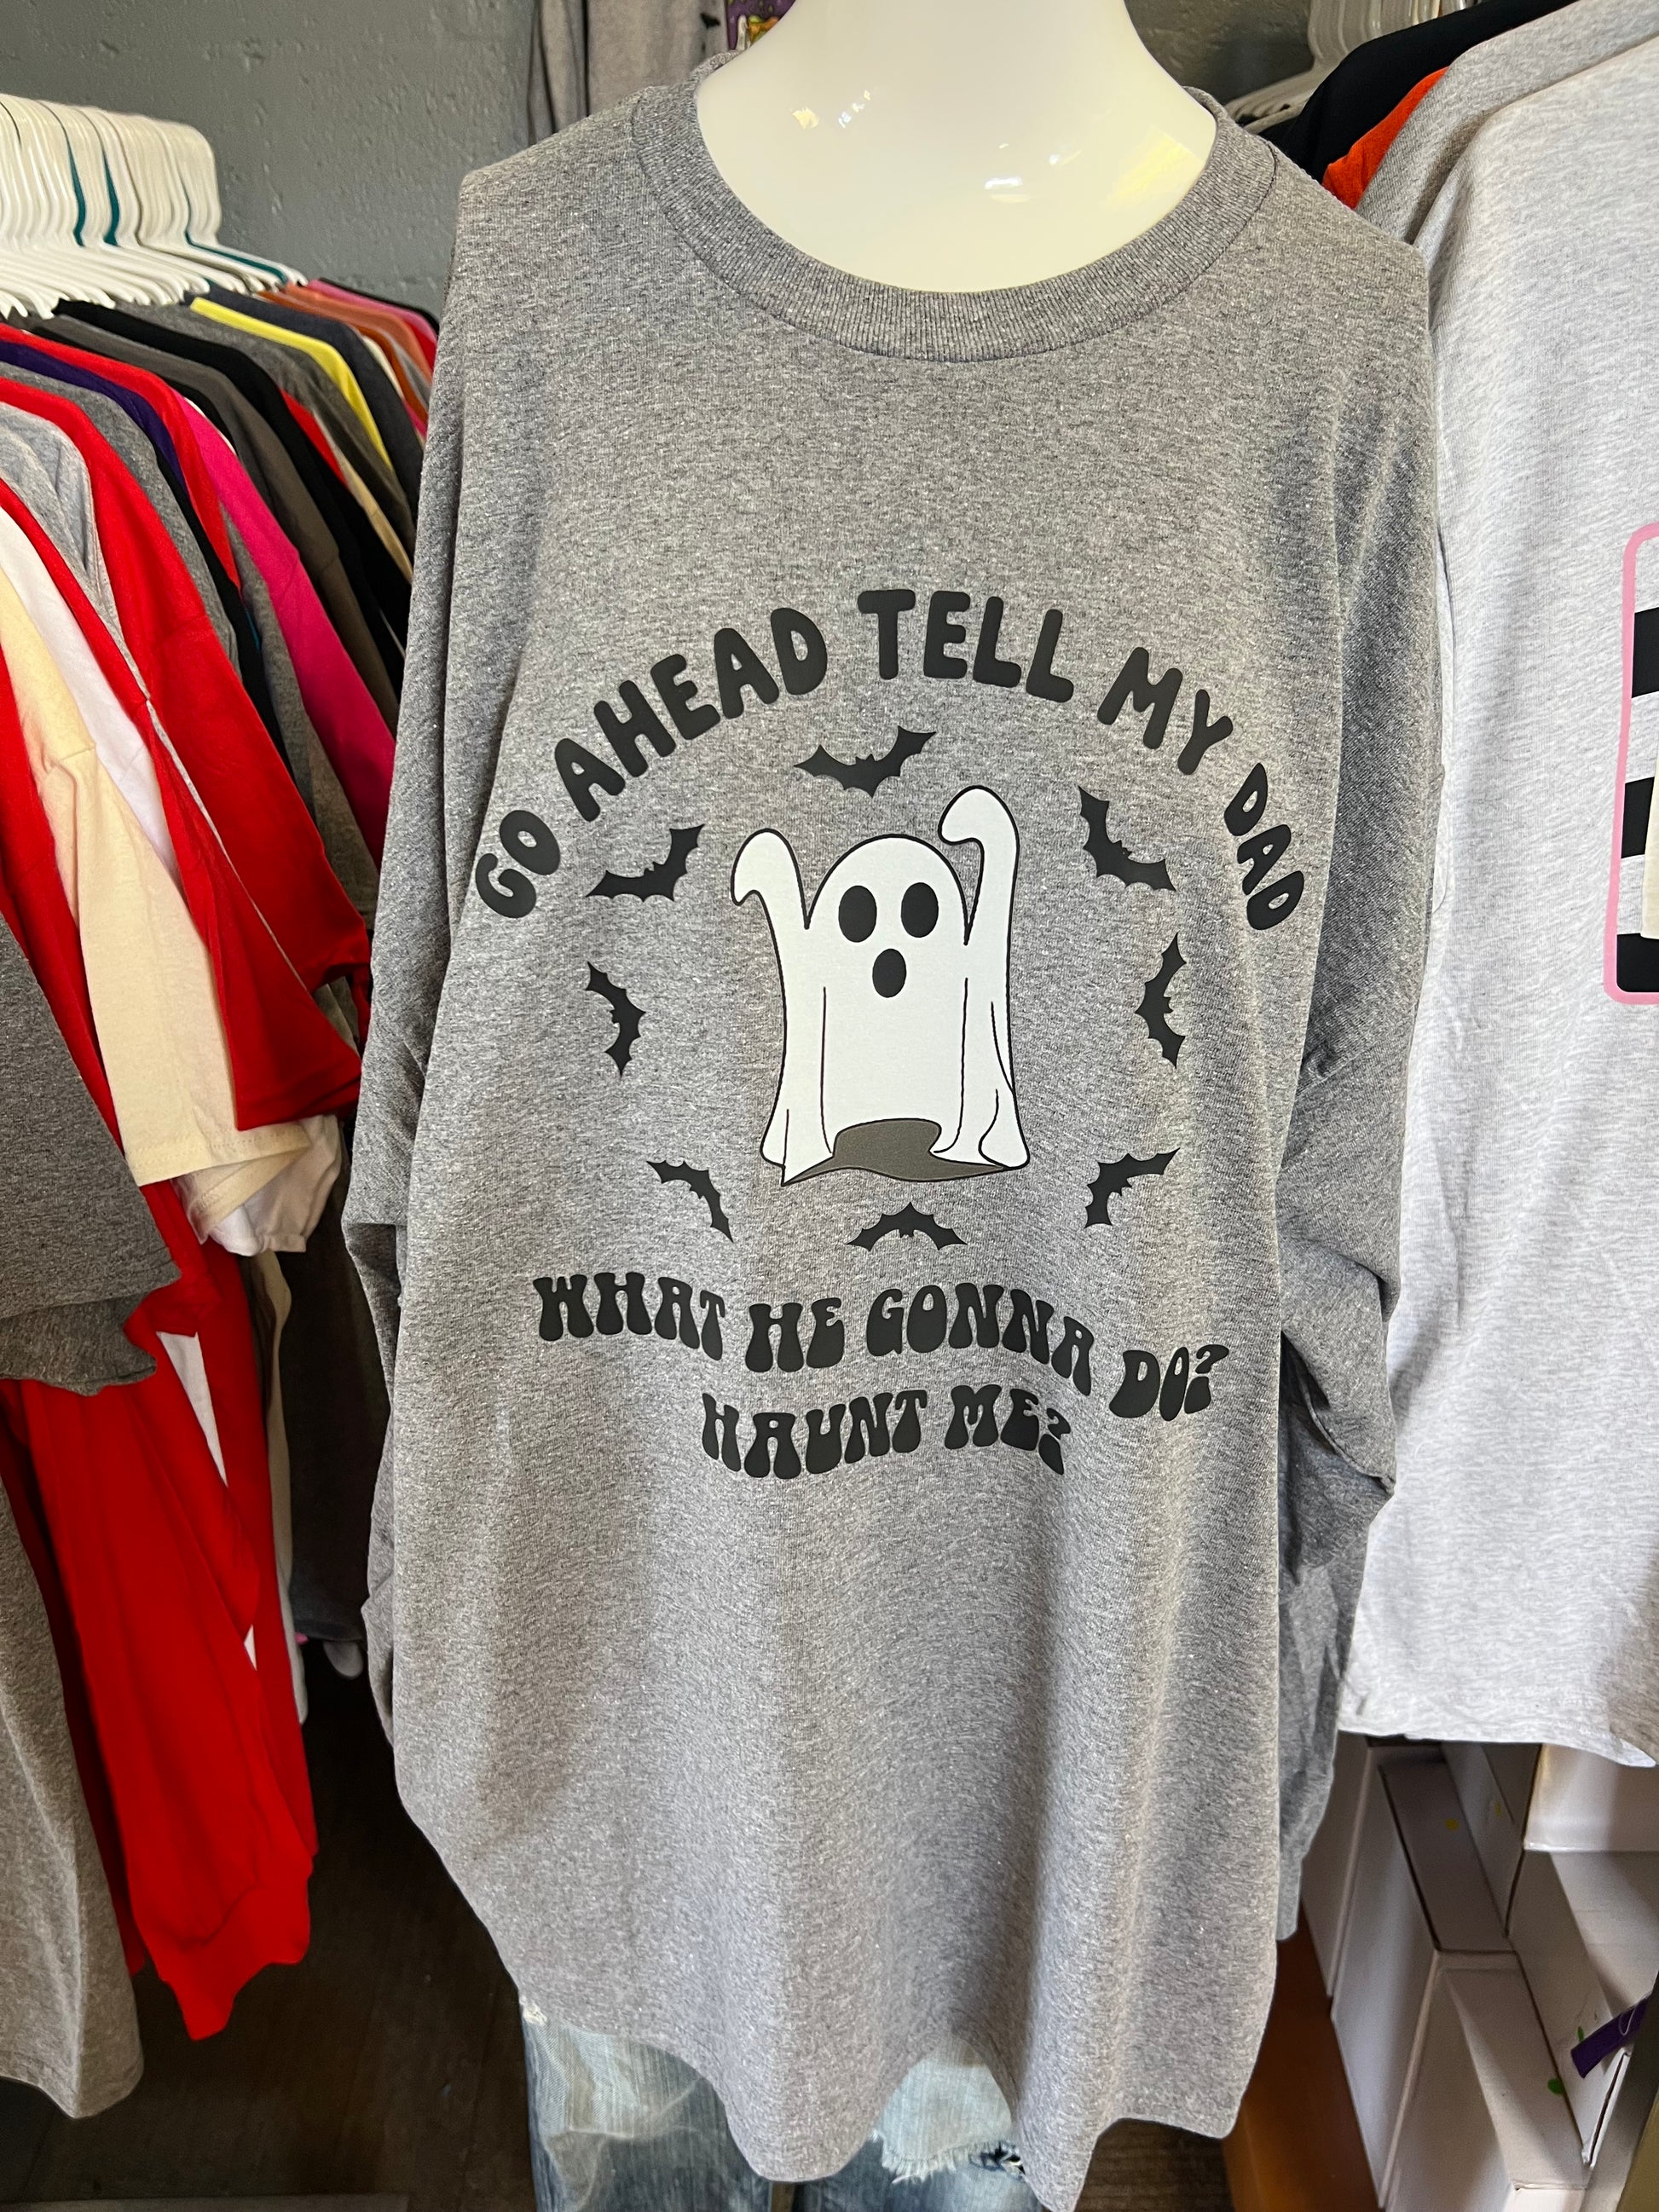 GO AHEAD TELL MY DAD
WHAT HE GONNA DO?
HAUNT ME?